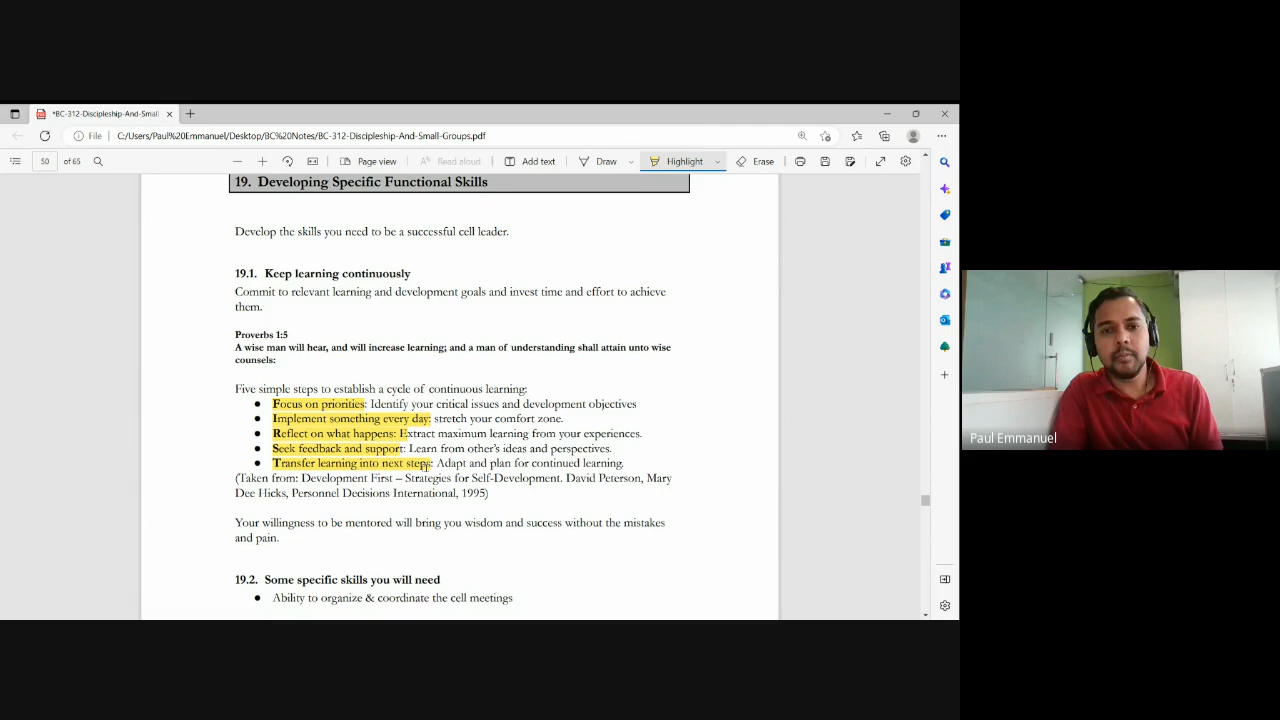 *BC-312-Discipleship-And-Small
File
C:/Users/Paul%20Emmanuel/Desktop/BC%20Notes/BC-312-Discipleship-And-Small-Groups.pdf
50 of 65
Page view
Read aloud
Add text
Draw
Highlight
Erase
19. Developing Specific Functional Skills
Develop the skills you need to be a successful cell leader.
19.1. Keep learning continuously
Commit to relevant learning and development goals and invest time and effort to achieve
them.
Proverbs 1:5
A wise man will hear, and will increase learning; and a man of understanding shall attain unto wise
counsels:
Five simple steps to establish a cycle of continuous learning:
● Focus on priorities: Identify your critical issues and development objectives
● Implement something every day: stretch your comfort zone.
● Reflect on what happens: Extract maximum learning from your experiences.
● Seek feedback and support: Learn from other's ideas and perspectives.
● Transfer learning into next steps: Adapt and plan for continued learning.
(Taken from: Development First – Strategies for Self-Development. David Peterson, Mary
Dee Hicks, Personnel Decisions International, 1995)
Your willingness to be mentored will bring you wisdom and success without the mistakes
and pain.
19.2. Some specific skills you will need
● Ability to organize & coordinate the cell meetings
Paul Emmanuel